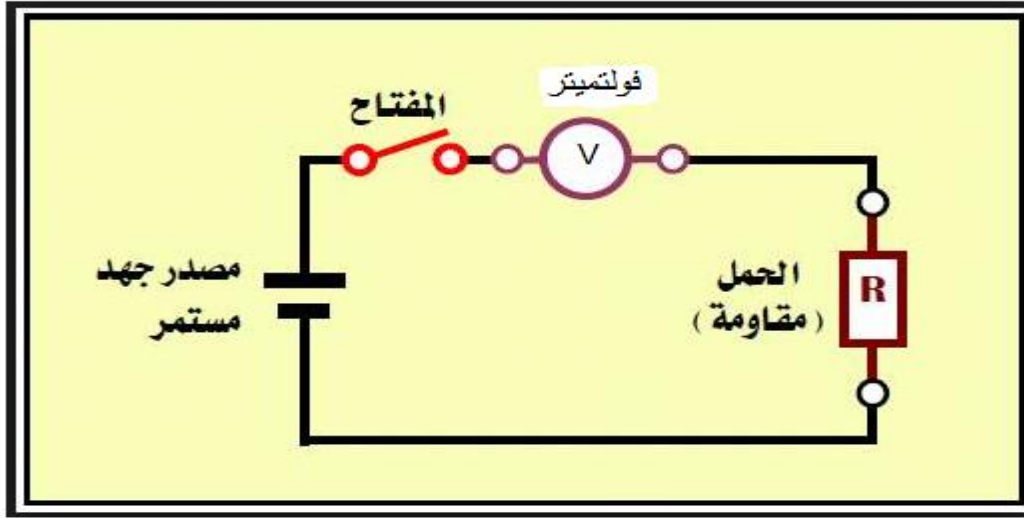 فولتميتر
المفتاح
V
مصدر جهد
مستمر
الحمل
(مقاومة)
R